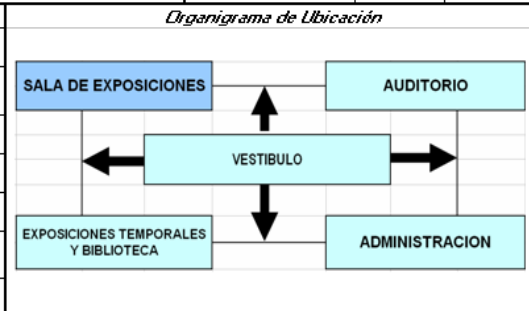 Organigrama de Ubicación
SALA DE EXPOSICIONES
AUDITORIO
VESTIBULO
EXPOSICIONES TEMPORALES
Y BIBLIOTECA
ADMINISTRACION